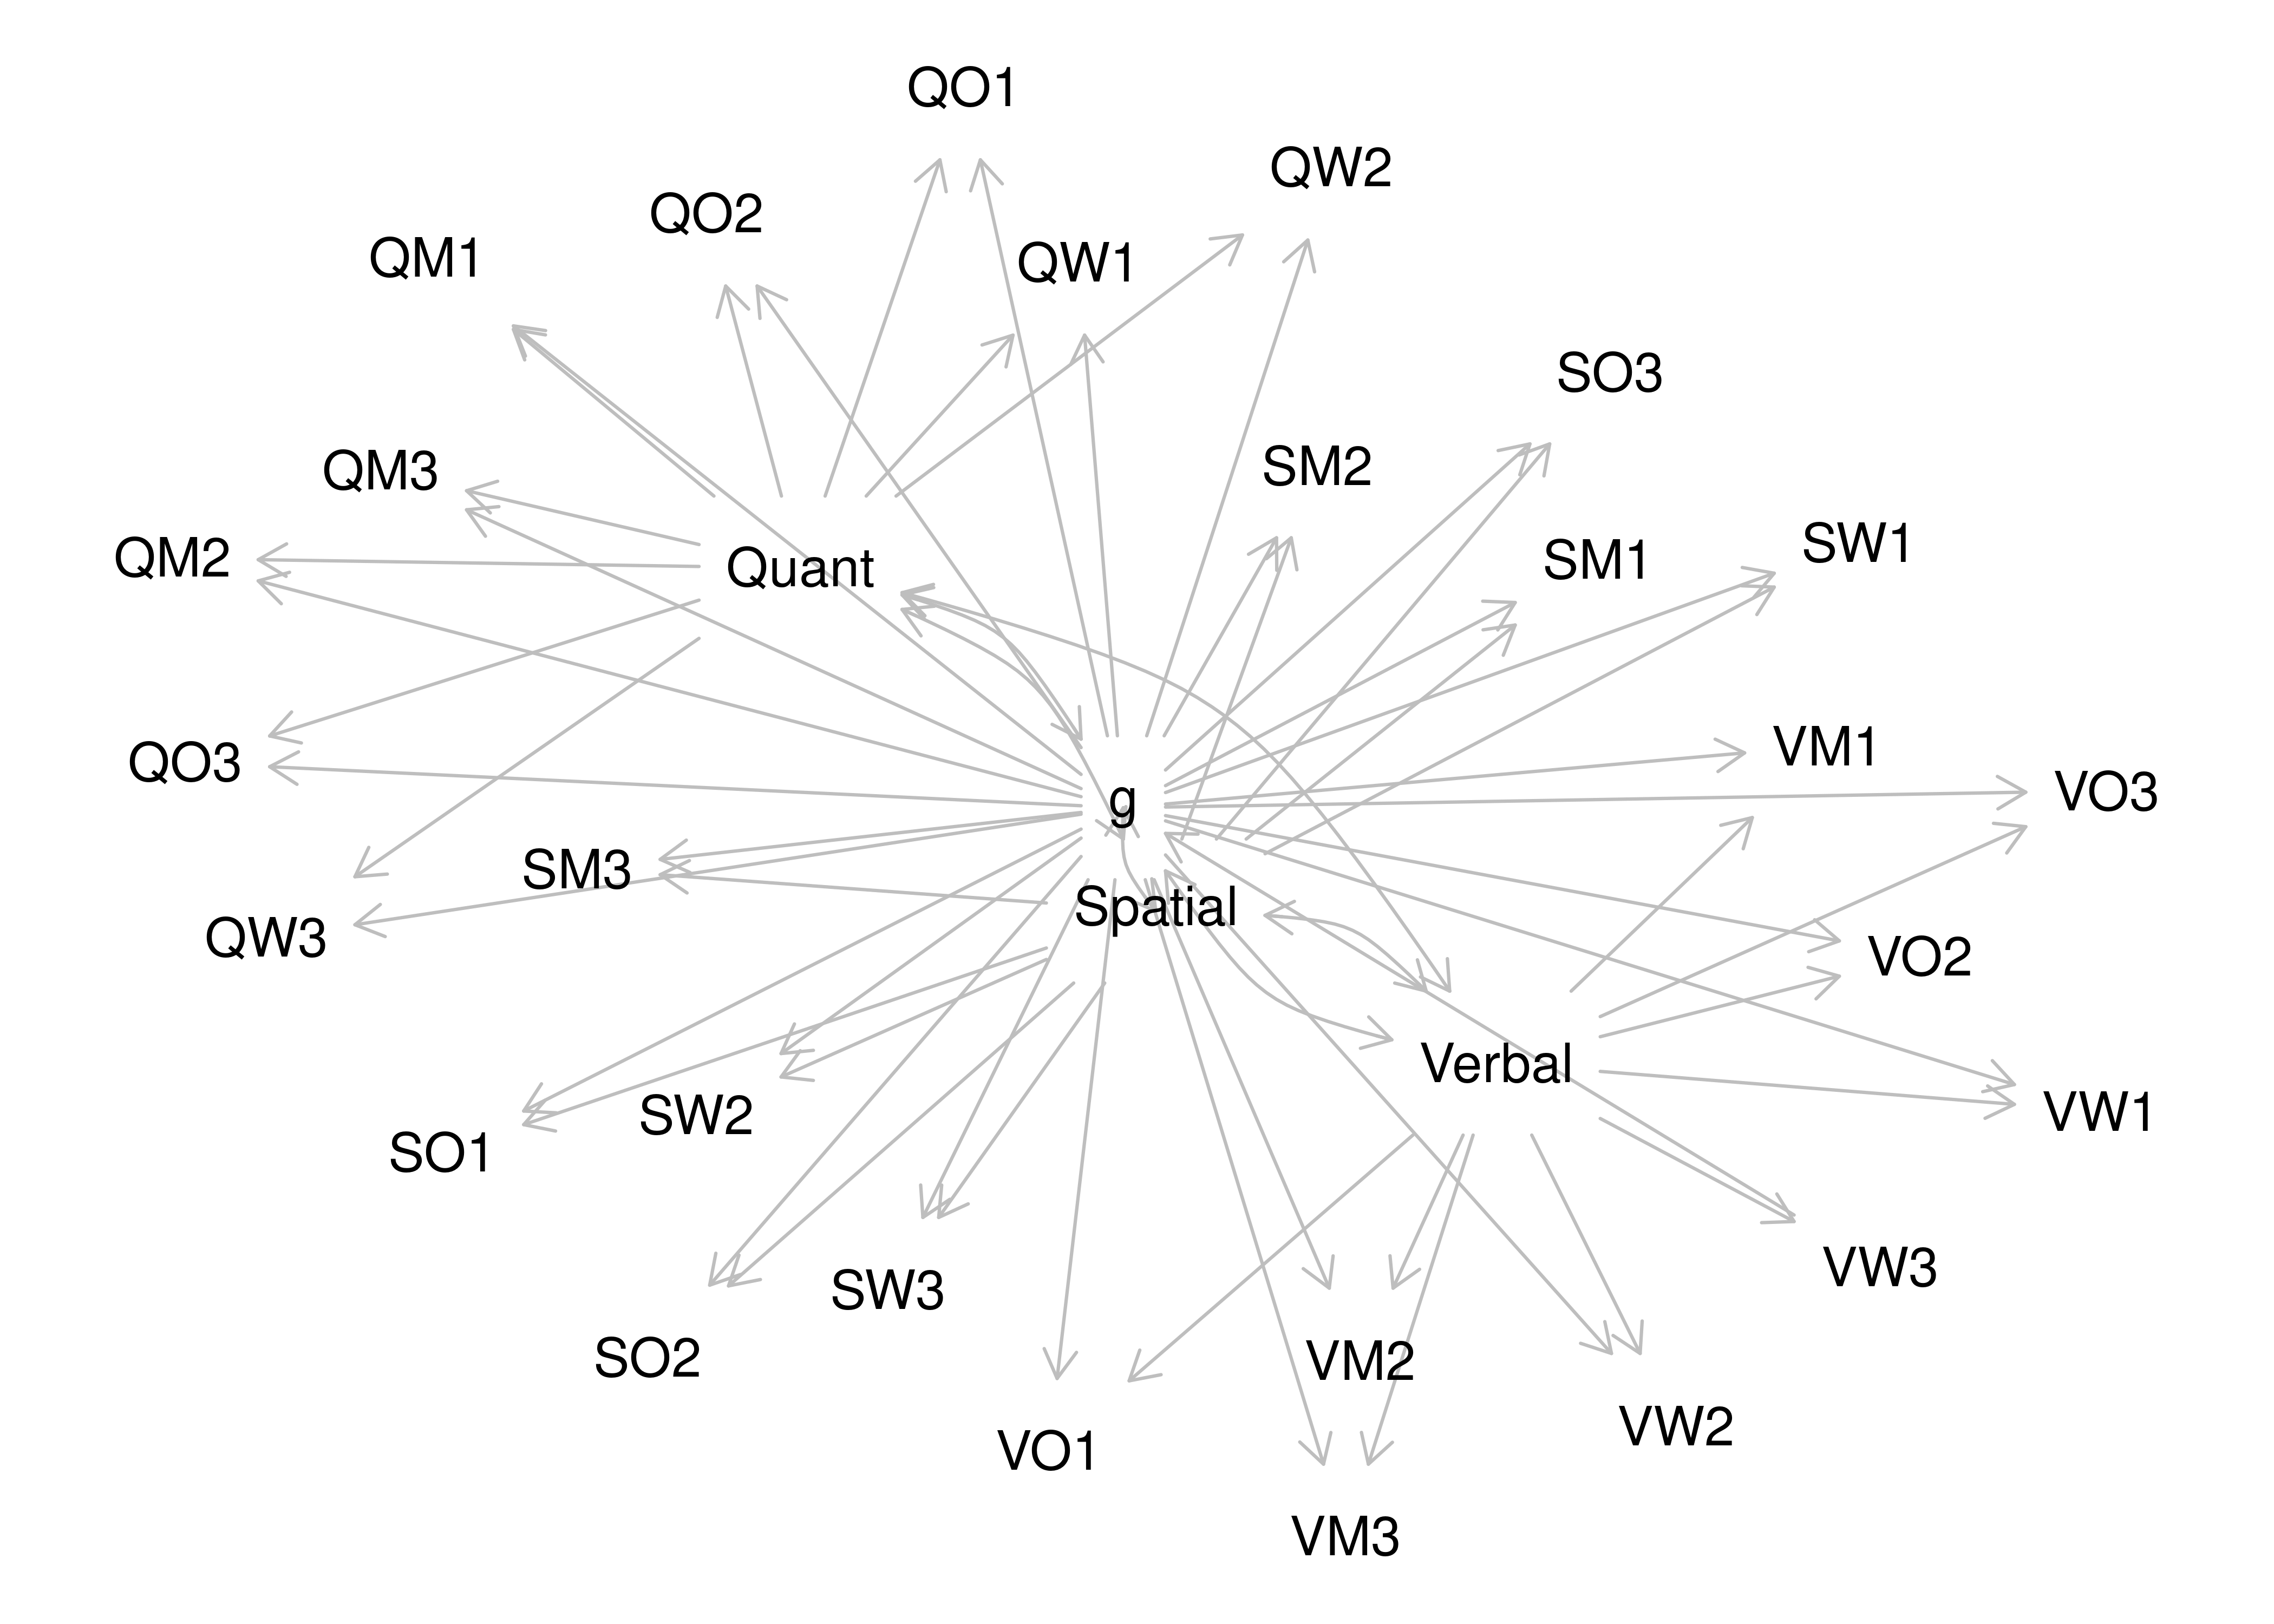 QO1
QW2
QO2
QM1
QW1
SO3
QM3
SM2
SW1
QM2
SM1
Quant
VM1
QO3
VO3
g
SM3
Spatial
QW3
VO2
Verbal
VW1
SW2
SO1
VW3
SW3
SO2
VM2
VW2
VO1
VM3